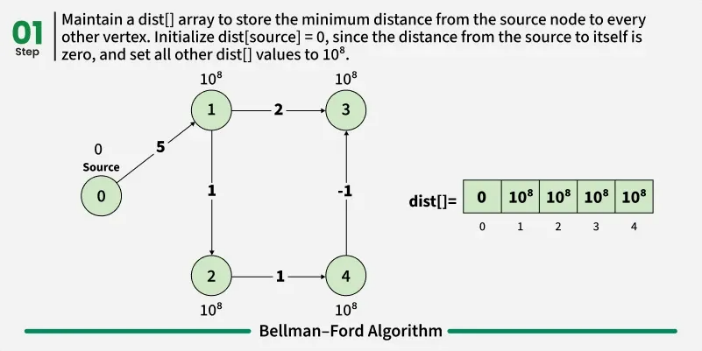 01
Step
Maintain a dist[] array to store the minimum distance from the source node to every
other vertex. Initialize dist[source] = 0, since the distance from the source to itself is
zero, and set all other dist[] values to 10⁸.
10⁸
10⁸
1
2
3
0
5
Source
0
1
-1
dist[]=
0 10⁸ 10⁸ 10⁸ 10⁸
0 1 2 3 4
2
1
4
10⁸
10⁸
Bellman–Ford Algorithm